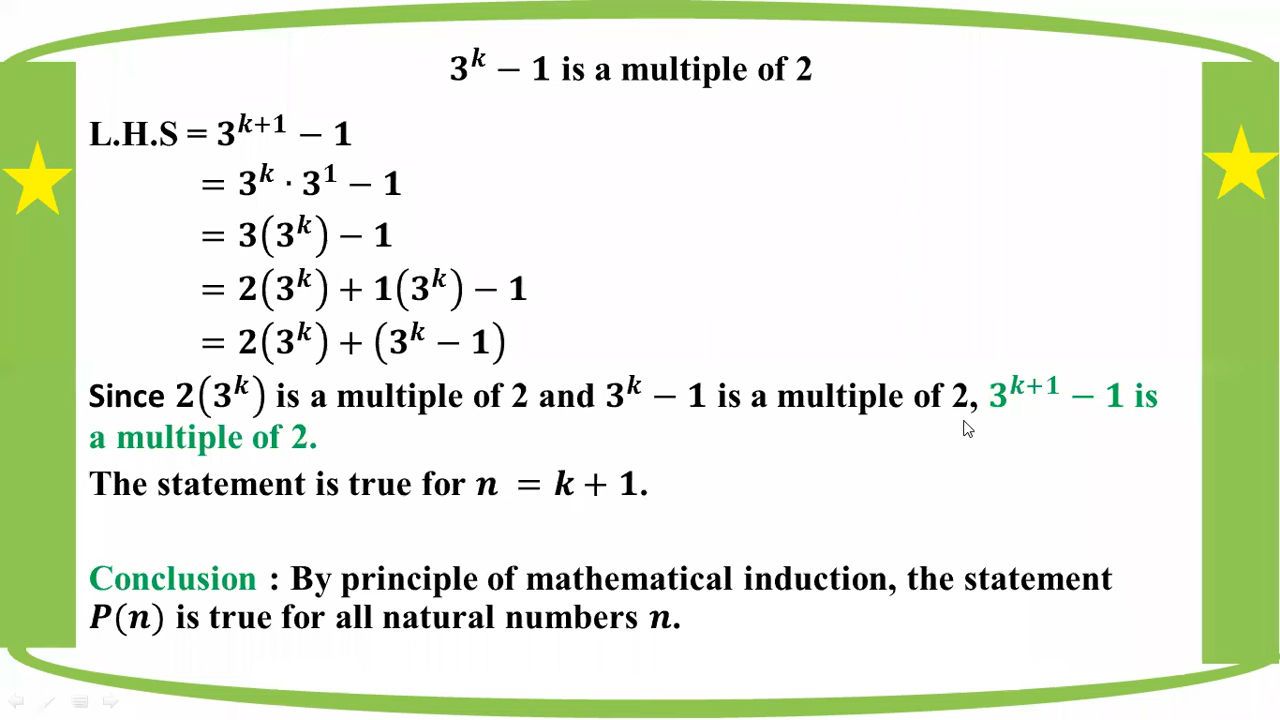 3^k − 1 is a multiple of 2
L.H.S = 3^{k+1} − 1
= 3^k · 3^1 − 1
= 3(3^k) − 1
= 2(3^k) + 1(3^k) − 1
= 2(3^k) + (3^k − 1)
Since 2(3^k) is a multiple of 2 and 3^k − 1 is a multiple of 2, 3^{k+1} − 1 is
a multiple of 2.
The statement is true for n = k + 1.
Conclusion : By principle of mathematical induction, the statement
P(n) is true for all natural numbers n.